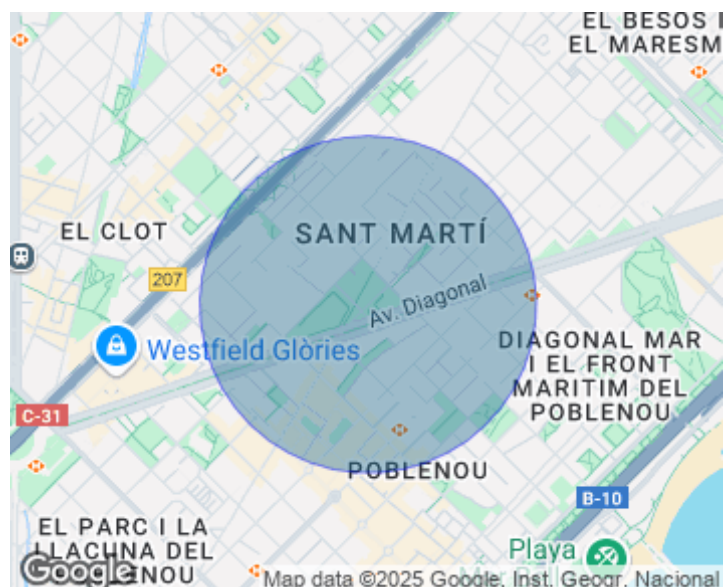 EL BESOS I
EL MARESM
EL CLOT
SANT MARTÍ
207
Av. Diagonal
Westfield Glòries
DIAGONAL MAR
I EL FRONT
MARITIM DEL
POBLENOU
C-31
POBLENOU
B-10
EL PARC I LA
LLACUNA DEL
Google
Playa
Map data ©2025 Google, Inst. Geogr. Nacional